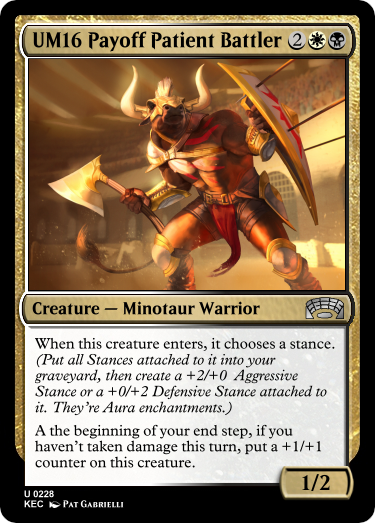 UM16 Payoff Patient Battler 2
Creature — Minotaur Warrior
When this creature enters, it chooses a stance.
(Put all Stances attached to it into your
graveyard, then create a +2/+0 Aggressive
Stance or a +0/+2 Defensive Stance attached to
it. They're Aura enchantments.)
A the beginning of your end step, if you
haven't taken damage this turn, put a +1/+1
counter on this creature.
1/2
U 0228
KEC Pat Gabrielli